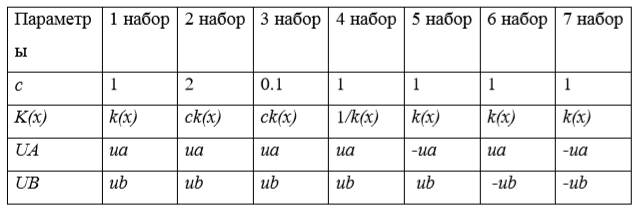 Параметр
ы 1 набор 2 набор 3 набор 4 набор 5 набор 6 набор 7 набор
c 1 2 0.1 1 1 1 1
K(x) k(x) ck(x) ck(x) 1/k(x) k(x) k(x) k(x)
UA ua ua ua ua -ua ua -ua
UB ub ub ub ub ub -ub -ub